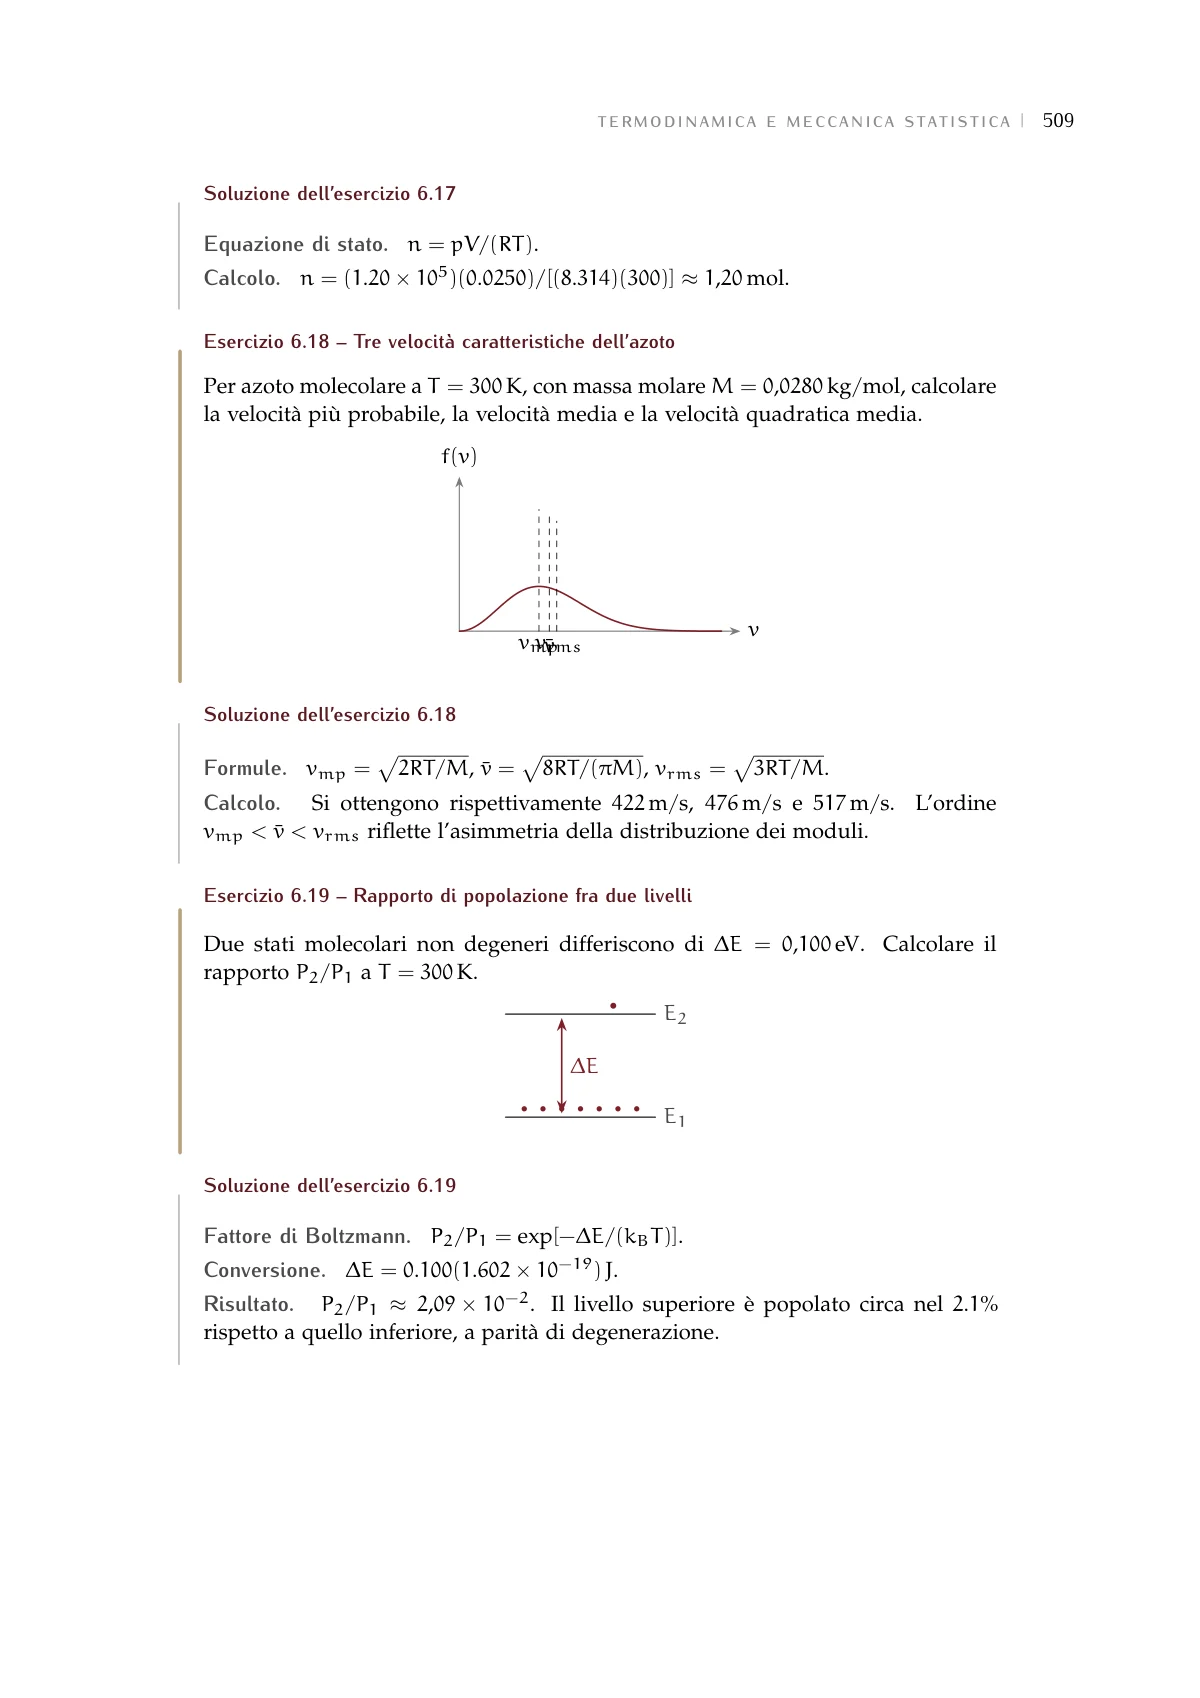 TERMODINAMICA E MECCANICA STATISTICA | 509
Soluzione dell'esercizio 6.17
Equazione di stato. n = pV/(RT).
Calcolo. n = (1.20 × 10⁵)(0.0250)/[(8.314)(300)] ≈ 1,20 mol.
Esercizio 6.18 – Tre velocità caratteristiche dell'azoto
Per azoto molecolare a T = 300 K, con massa molare M = 0,0280 kg/mol, calcolare
la velocità più probabile, la velocità media e la velocità quadratica media.
f(v)
v
Soluzione dell'esercizio 6.18
Formule. v_mp = √(2RT/M), v̄ = √(8RT/(πM)), v_rms = √(3RT/M).
Calcolo. Si ottengono rispettivamente 422 m/s, 476 m/s e 517 m/s. L'ordine
v_mp < v̄ < v_rms riflette l'asimmetria della distribuzione dei moduli.
Esercizio 6.19 – Rapporto di popolazione fra due livelli
Due stati molecolari non degeneri differiscono di ΔE = 0,100 eV. Calcolare il
rapporto P₂/P₁ a T = 300 K.
E₂
ΔE
E₁
Soluzione dell'esercizio 6.19
Fattore di Boltzmann. P₂/P₁ = exp[−ΔE/(k_BT)].
Conversione. ΔE = 0.100(1.602 × 10⁻¹⁹) J.
Risultato. P₂/P₁ ≈ 2,09 × 10⁻². Il livello superiore è popolato circa nel 2.1%
rispetto a quello inferiore, a parità di degenerazione.